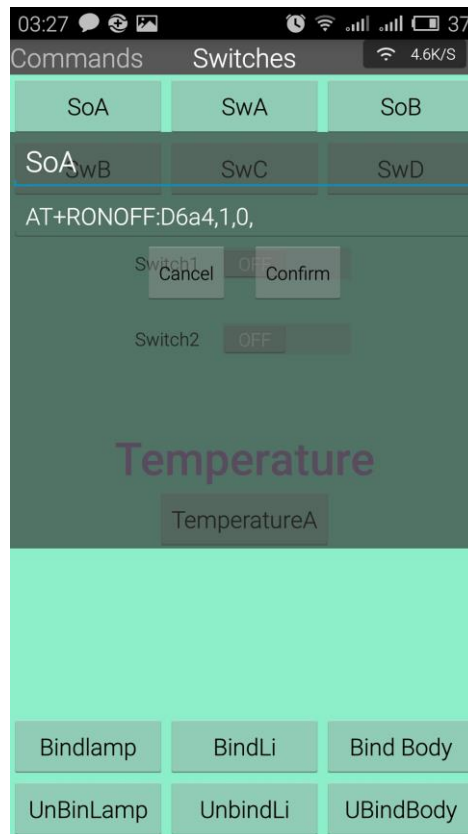 03:27 37
Commands Switches 4.6K/S
SoA SwA SoB
SoA
SwB SwC SwD
AT+RONOFF:D6a4,1,0,
Switch1 OFF
Cancel Confirm
Switch2 OFF
Temperature
TemperatureA
Bindlamp BindLi Bind Body
UnBinLamp UnbindLi UBindBody